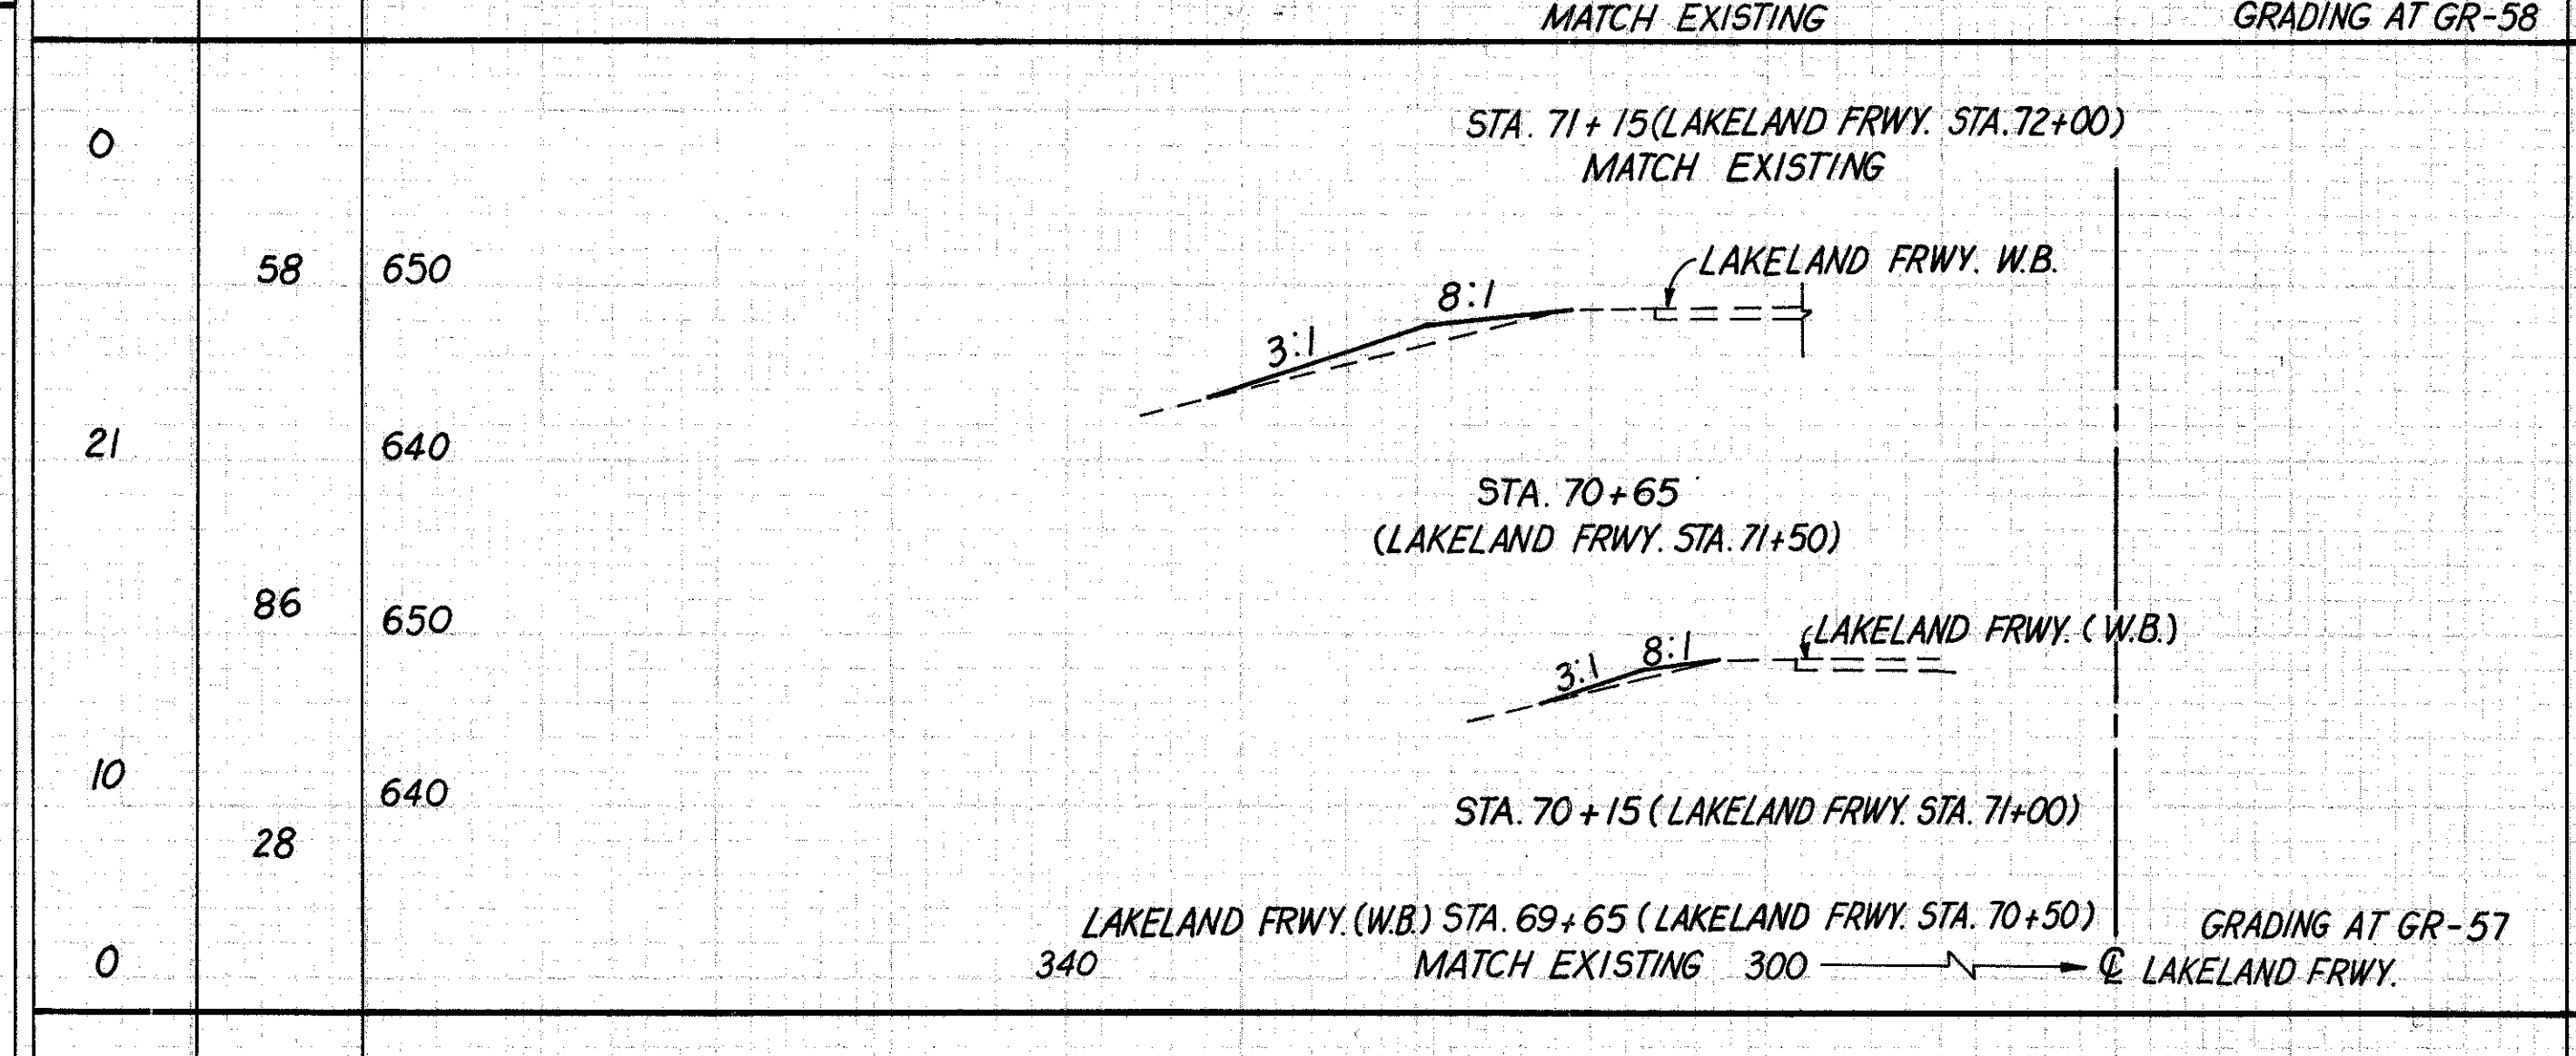 MATCH EXISTING
GRADING AT GR-58
0
STA. 71+15(LAKELAND FRWY. STA.72+00)
MATCH EXISTING
58
650
LAKELAND FRWY. W.B.
8:1
3:1
21
640
STA. 70+65
(LAKELAND FRWY. STA.71+50)
86
650
LAKELAND FRWY. (W.B.)
8:1
3:1
10
640
STA. 70+15 (LAKELAND FRWY. STA. 71+00)
28
LAKELAND FRWY. (W.B.) STA. 69+65 (LAKELAND FRWY. STA. 70+50)
GRADING AT GR-57
0
340
MATCH EXISTING
300
℄ LAKELAND FRWY.